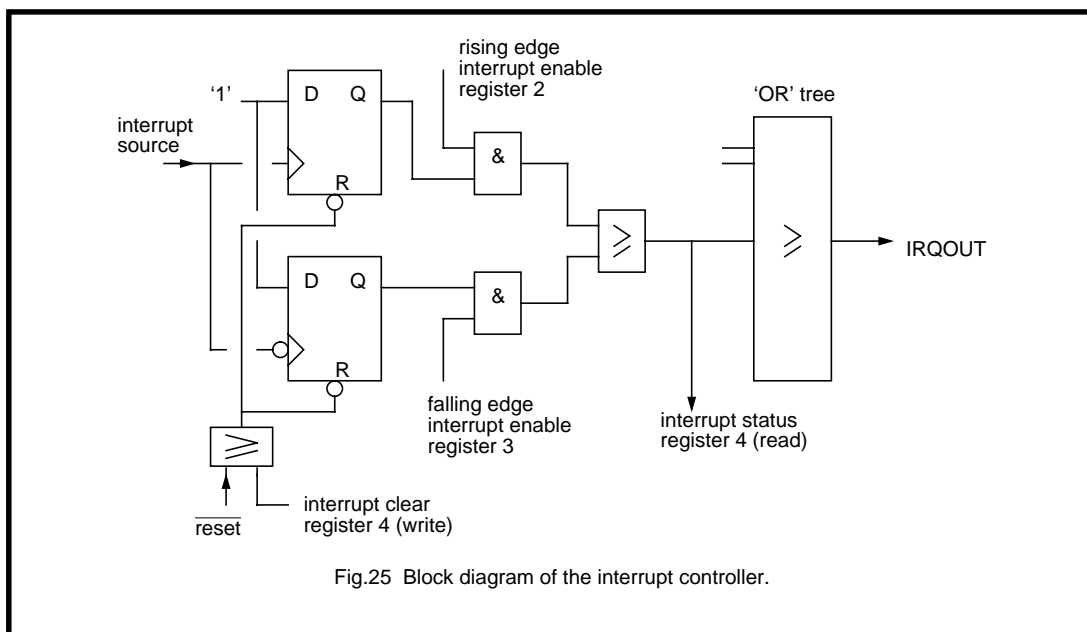 rising edge
interrupt enable
register 2
'OR' tree
'1'
D Q
interrupt
source
&
R
≥
≥
IRQOUT
D Q
&
R
falling edge
interrupt enable
register 3
interrupt status
register 4 (read)
≥
interrupt clear
register 4 (write)
reset
Fig.25 Block diagram of the interrupt controller.